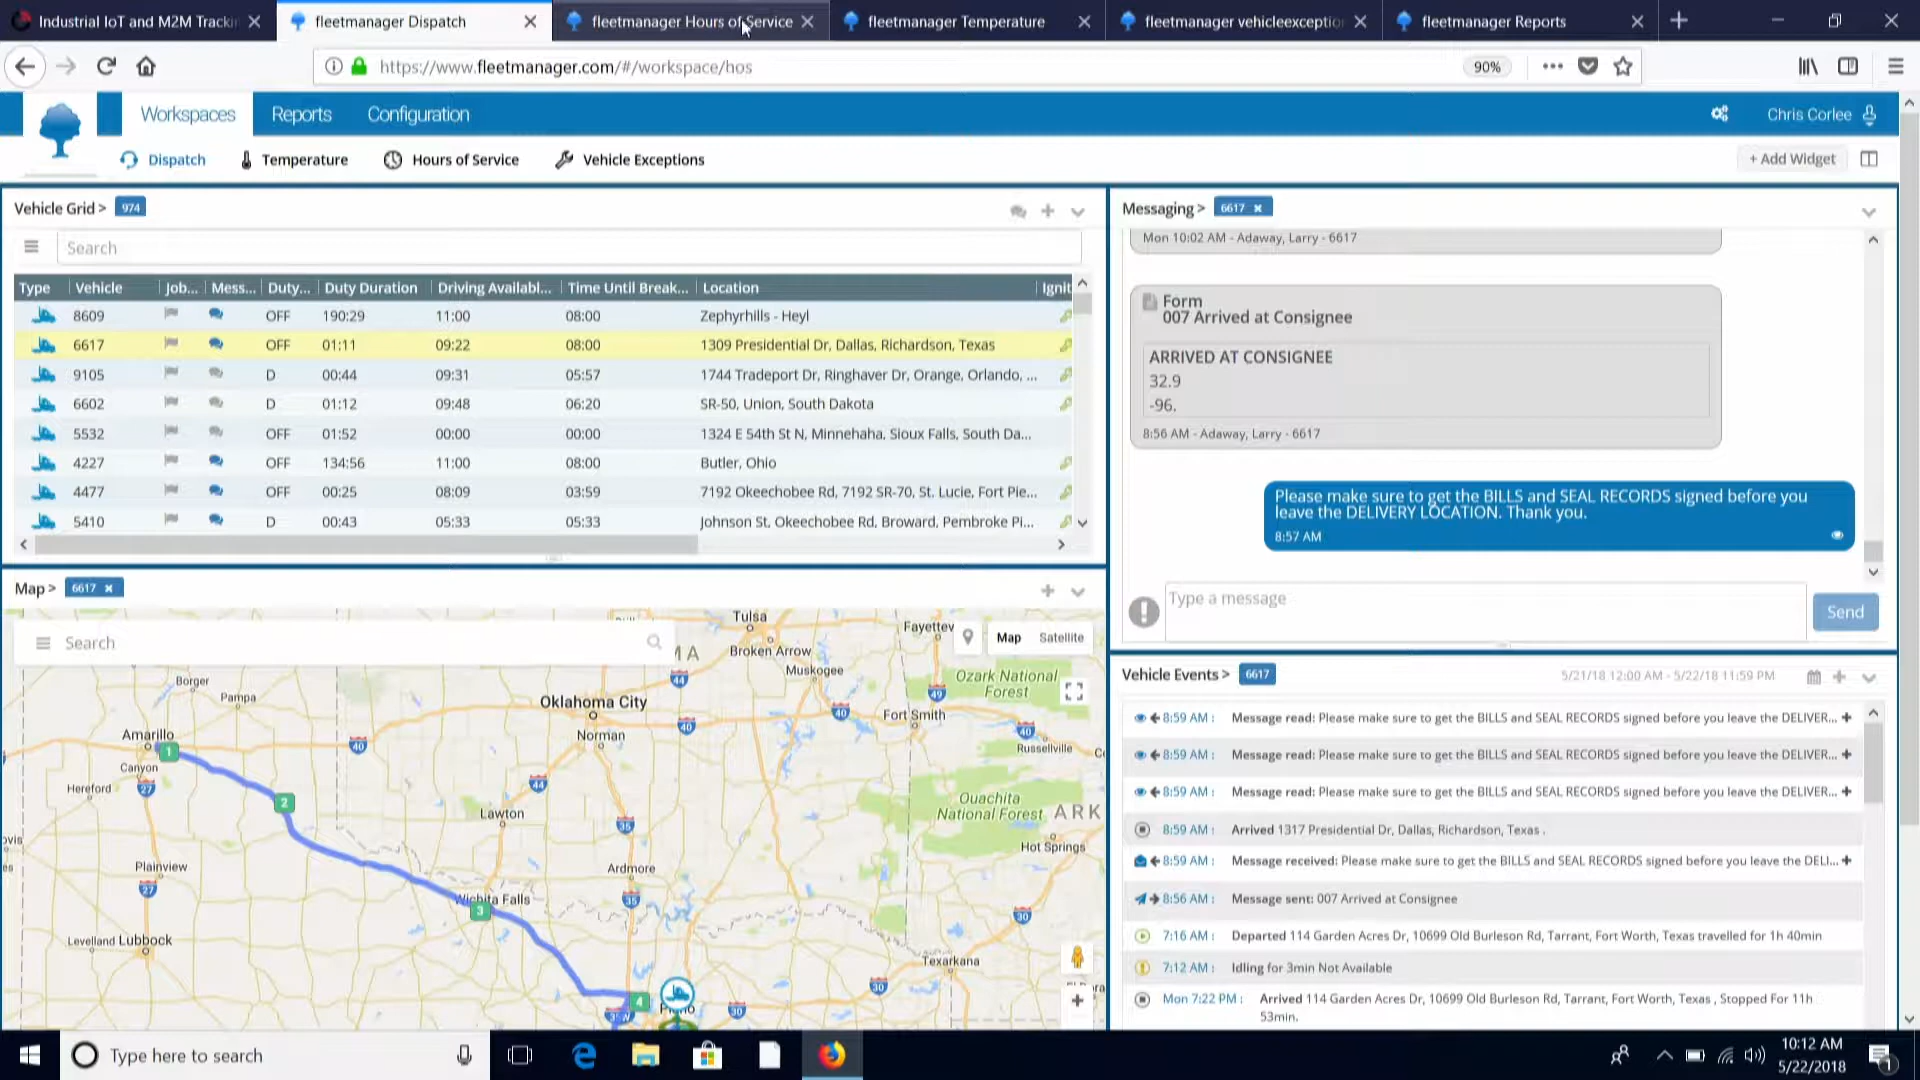 Industrial IoT and M2M Trackin
fleetmanager Dispatch
fleetmanager Hours of Service
fleetmanager Temperature
fleetmanager vehicleexceptio
fleetmanager Reports
https://www.fleetmanager.com/#/workspace/hos
90%
Workspaces
Reports
Configuration
Chris Corlee
Dispatch
Temperature
Hours of Service
Vehicle Exceptions
+ Add Widget
Vehicle Grid > 974
Search
Type Vehicle Job... Mess... Duty... Duty Duration Driving Availabl... Time Until Break... Location Ignit
8609 OFF 190:29 11:00 08:00 Zephyrhills - Heyl
6617 OFF 01:11 09:22 08:00 1309 Presidential Dr, Dallas, Richardson, Texas
9105 D 00:44 09:31 05:57 1744 Tradeport Dr, Ringhaver Dr, Orange, Orlando, ...
6602 D 01:12 09:48 06:20 SR-50, Union, South Dakota
5532 OFF 01:52 00:00 00:00 1324 E 54th St N, Minnehaha, Sioux Falls, South Da...
4227 OFF 134:56 11:00 08:00 Butler, Ohio
4477 OFF 00:25 08:09 03:59 7192 Okeechobee Rd, 7192 SR-70, St. Lucie, Fort Pie...
5410 D 00:43 05:33 05:33 Johnson St, Okeechobee Rd, Broward, Pembroke Pi...
Messaging > 6617 x
Mon 10:02 AM - Adaway, Larry - 6617
Form
007 Arrived at Consignee
ARRIVED AT CONSIGNEE
32.9
-96.
8:56 AM - Adaway, Larry - 6617
Please make sure to get the BILLS and SEAL RECORDS signed before you
leave the DELIVERY LOCATION. Thank you.
8:57 AM
Type a message
Send
Map > 6617 x
Search
Map
Satellite
Tulsa
Broken Arrow
Muskogee
Fayettev
Ozark National
Forest
MA
44
49
Borger
Pampa
Oklahoma City
Norman
40
40
40
40
Fort Smith
Russellville
Amarillo
1
Canyon
Hereford
27
2
44
Lawton
35
Ouachita
National Forest
ARK
Hot Springs
Plainview
27
Ardmore
35
Wichita Falls
3
30
Levelland
Lubbock
Texarkana
30
4
35W
Plano
30
Vehicle Events > 6617
5/21/18 12:00 AM - 5/22/18 11:59 PM
8:59 AM : Message read: Please make sure to get the BILLS and SEAL RECORDS signed before you leave the DELIVER... +
8:59 AM : Message read: Please make sure to get the BILLS and SEAL RECORDS signed before you leave the DELIVER... +
8:59 AM : Message read: Please make sure to get the BILLS and SEAL RECORDS signed before you leave the DELIVER... +
8:59 AM : Arrived 1317 Presidential Dr, Dallas, Richardson, Texas .
8:59 AM : Message received: Please make sure to get the BILLS and SEAL RECORDS signed before you leave the DELI... +
8:56 AM : Message sent: 007 Arrived at Consignee
7:16 AM : Departed 114 Garden Acres Dr, 10699 Old Burleson Rd, Tarrant, Fort Worth, Texas travelled for 1h 40min
7:12 AM : Idling for 3min Not Available
Mon 7:22 PM : Arrived 114 Garden Acres Dr, 10699 Old Burleson Rd, Tarrant, Fort Worth, Texas , Stopped For 11h
53min.
Type here to search
10:12 AM
5/22/2018
1